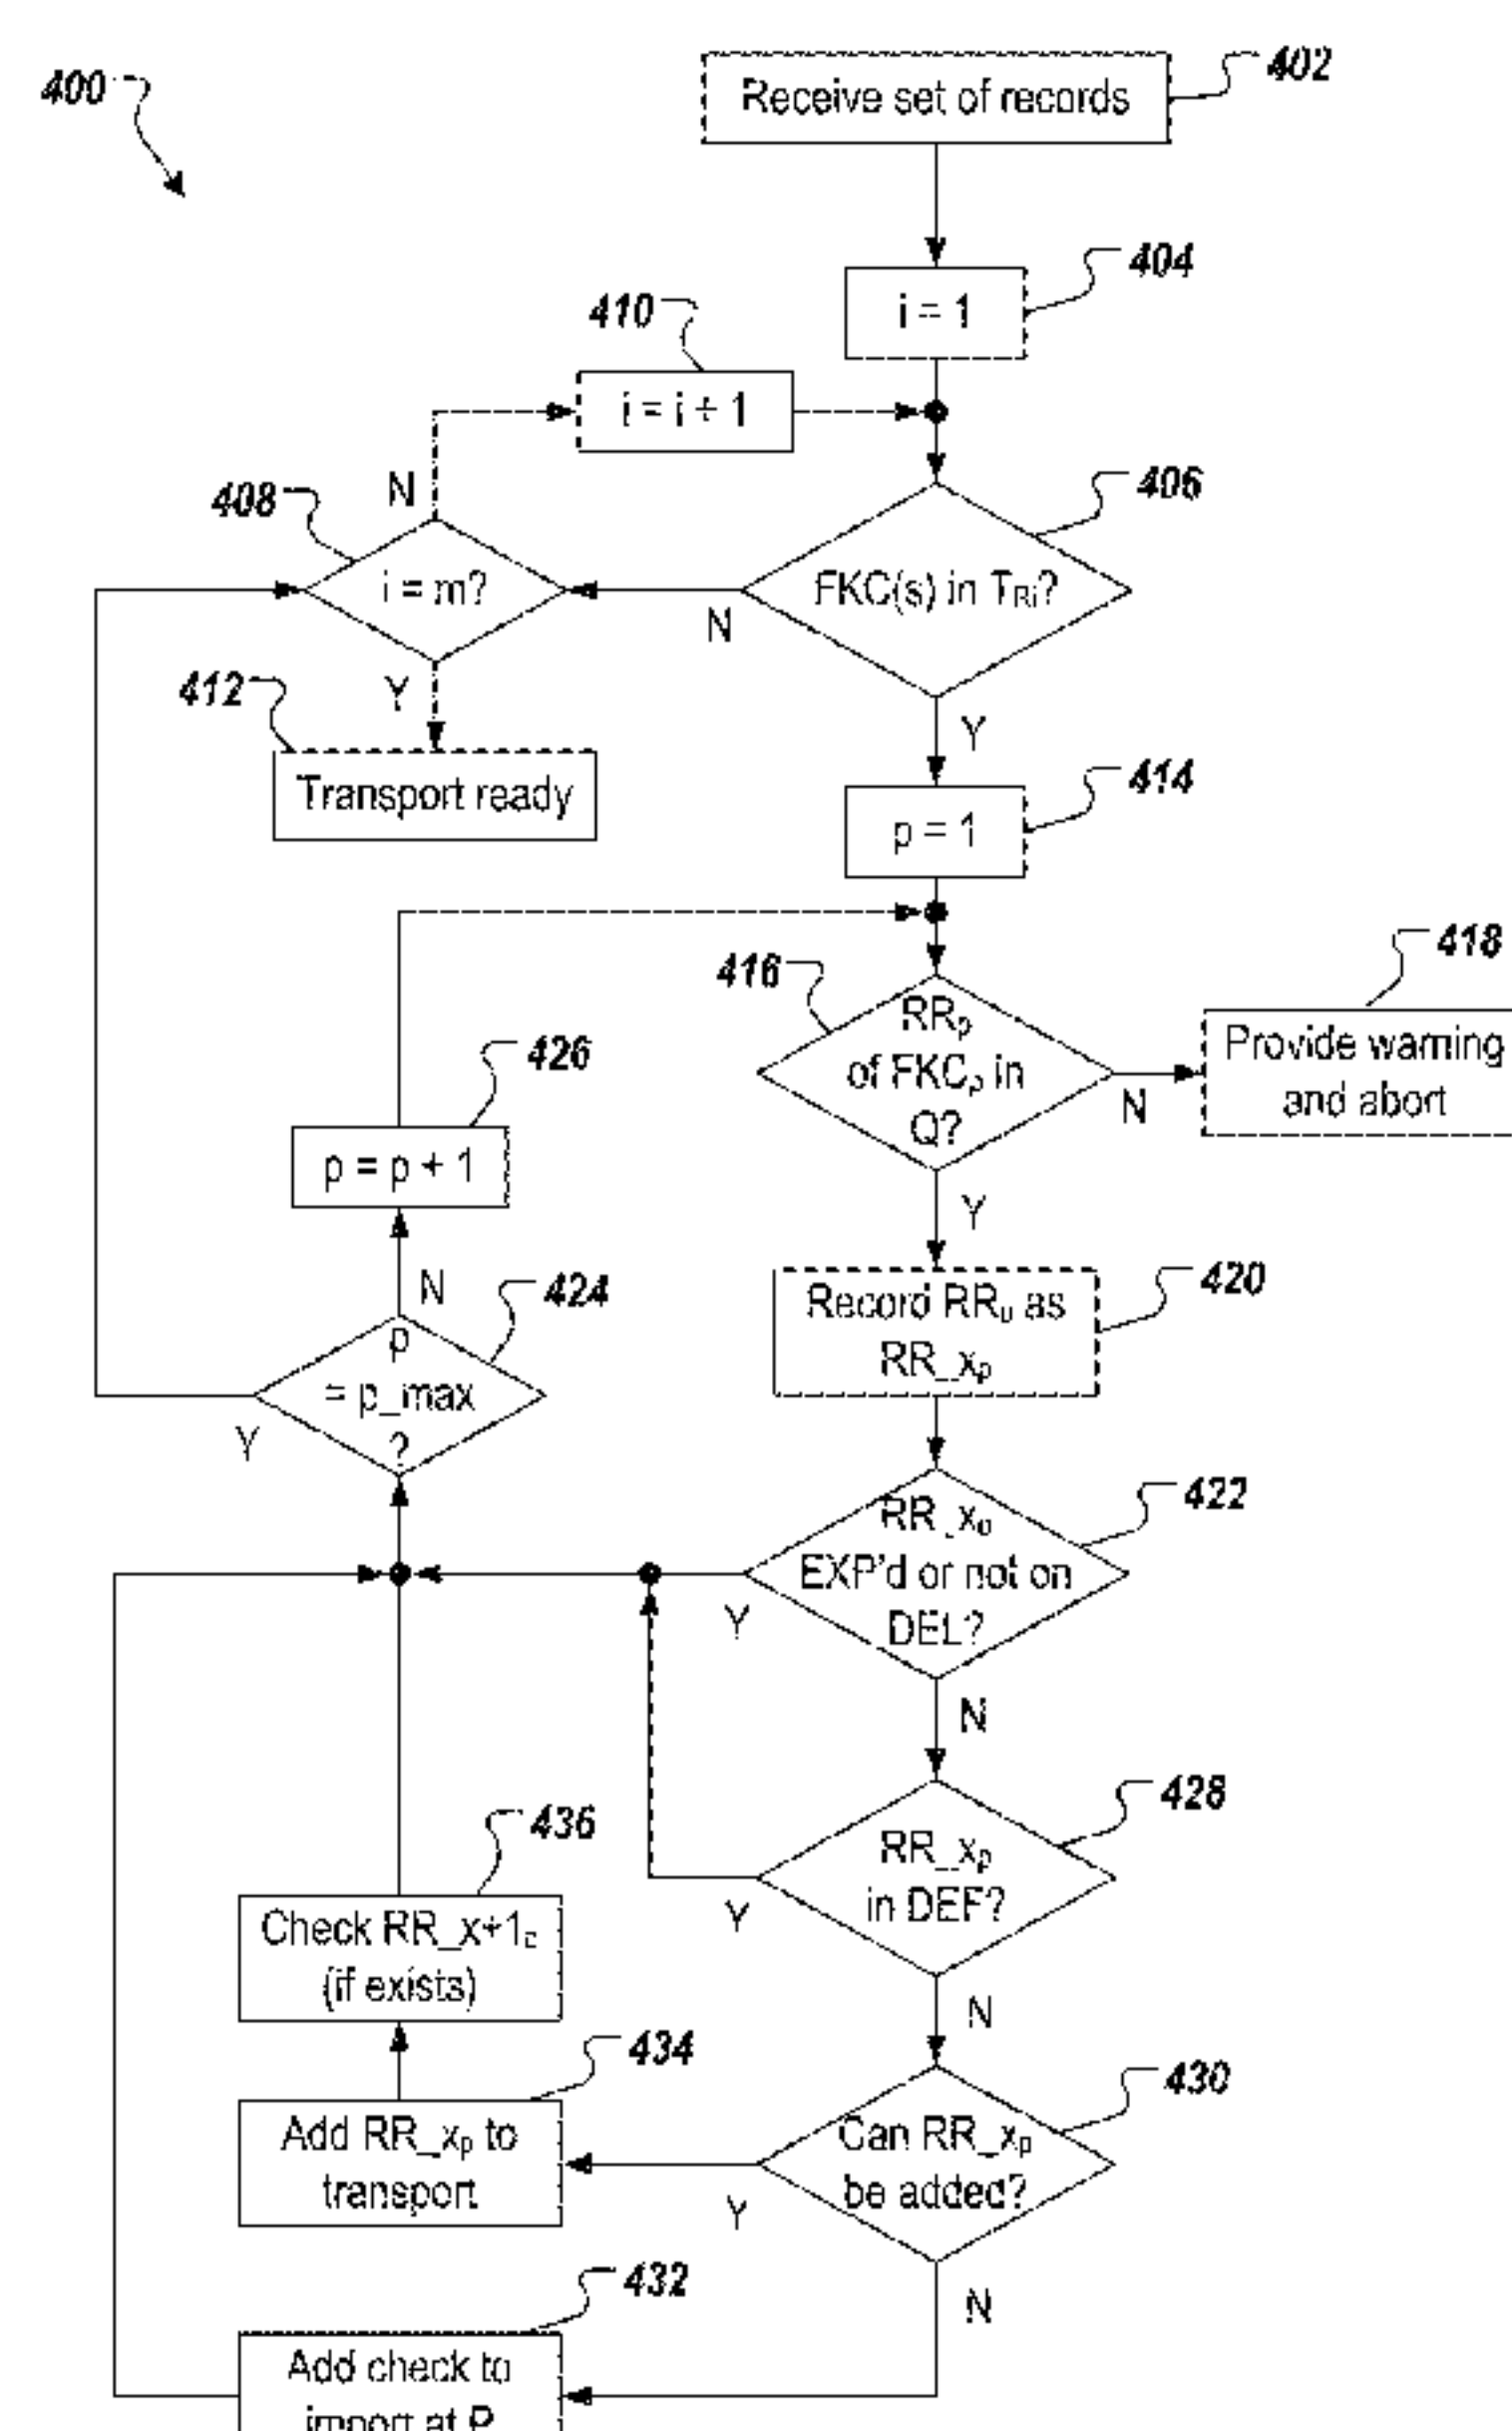 400
402
Receive set of records
404
i = 1
410
i = i + 1
406
FKC(s) in TRi?
N
408
i = m?
N
Y
412
Transport ready
Y
414
p = 1
416
RRp
of FKCp in
Q?
N
418
Provide warning
and abort
426
p = p + 1
Y
420
Record RRp as
RR_xp
N
424
p
= p_max
?
Y
422
RR_xp
EXP'd or not on
DEL?
Y
N
428
RR_xp
in DEF?
Y
N
436
Check RR_x+1p
(if exists)
434
Add RR_xp to
transport
430
Can RR_xp
be added?
Y
N
432
Add check to
import at P